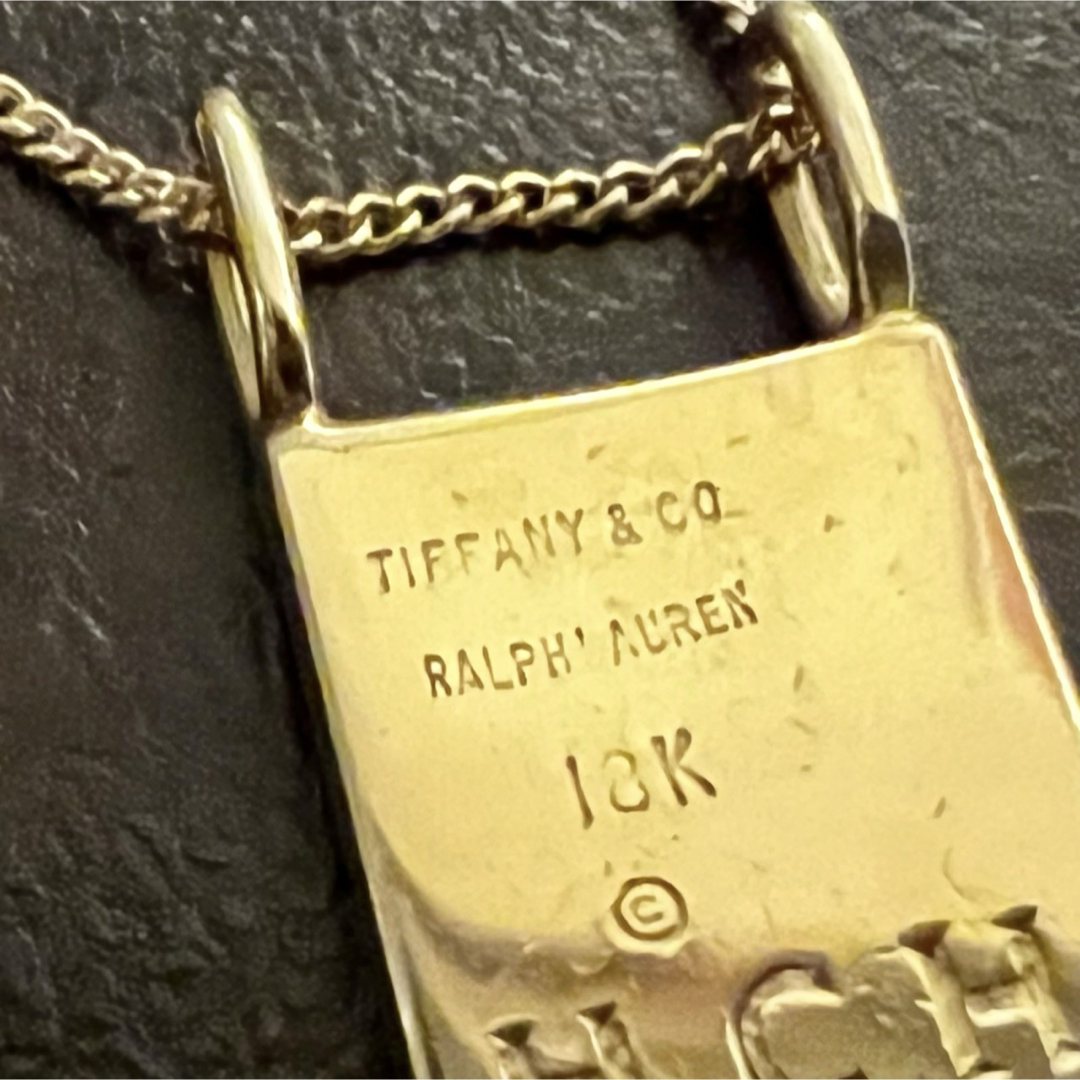 TIFFANY & CO
RALPH' AUREN
18K
©